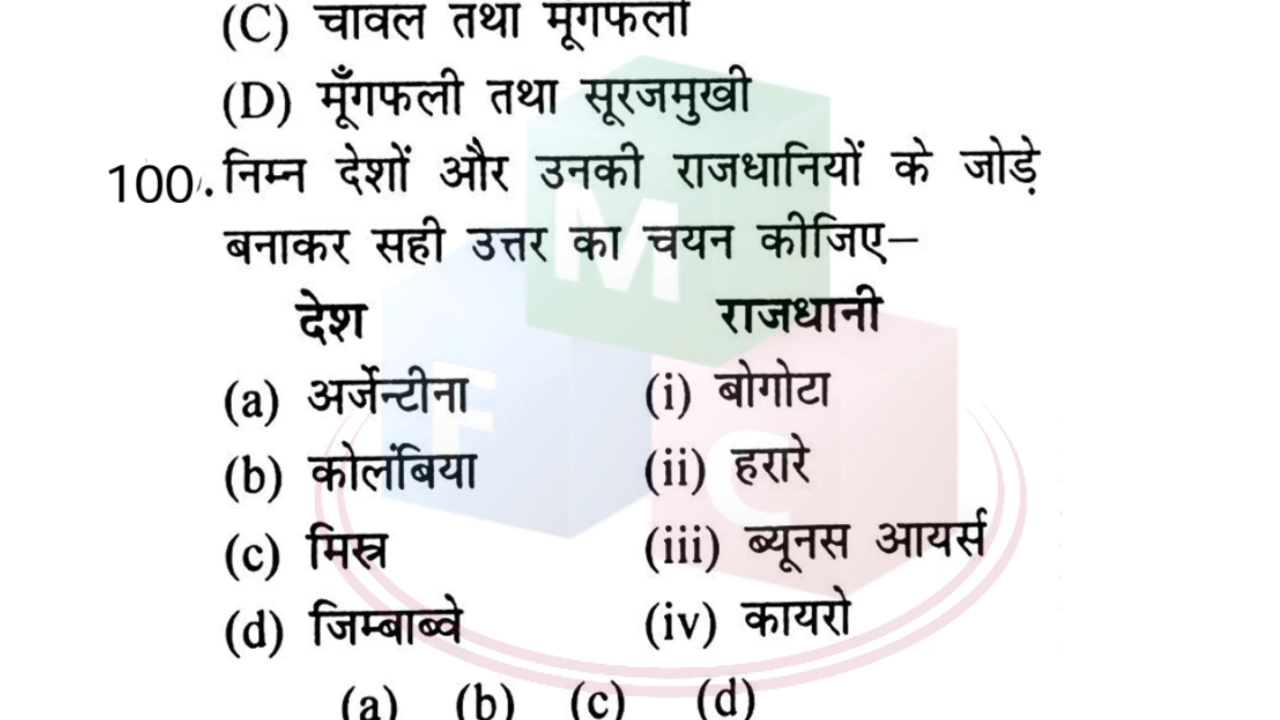 (C) चावल तथा मूँगफली
(D) मूँगफली तथा सूरजमुखी
100. निम्न देशों और उनकी राजधानियों के जोड़े
बनाकर सही उत्तर का चयन कीजिए–
देश राजधानी
(a) अर्जेन्टीना (i) बोगोटा
(b) कोलंबिया (ii) हरारे
(c) मिस्र (iii) ब्यूनस आयर्स
(d) जिम्बाब्वे (iv) कायरो
(a) (b) (c) (d)
F M C